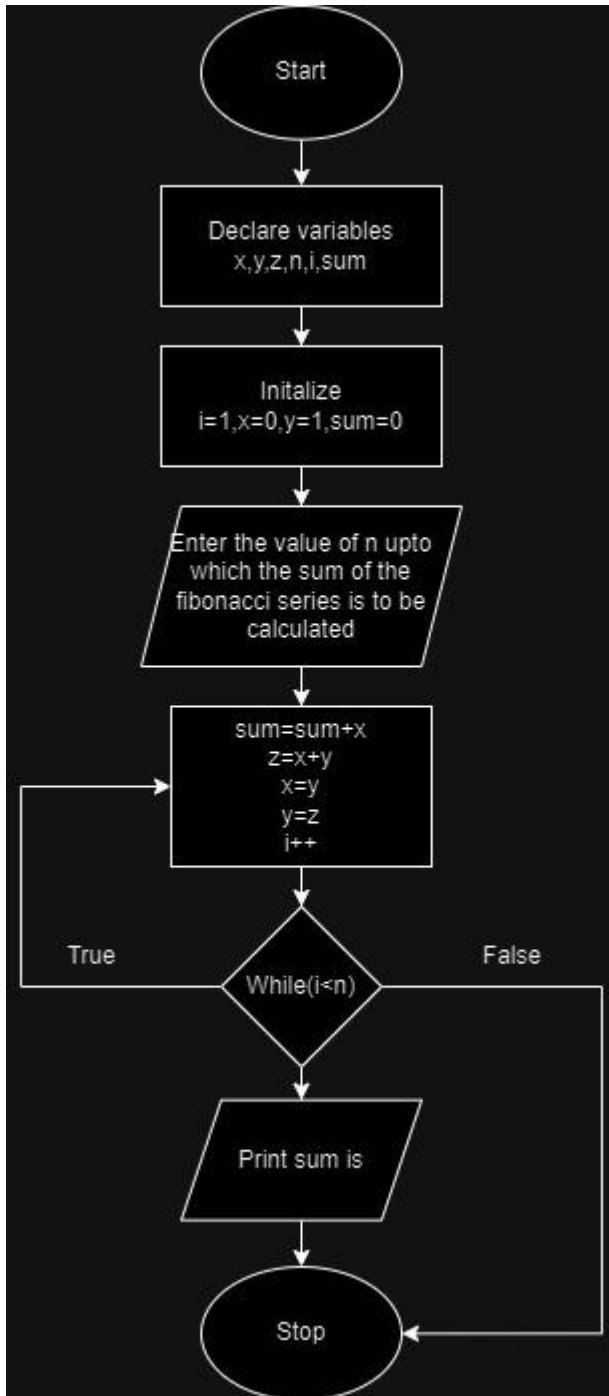 Start
Declare variables
x,y,z,n,i,sum
Initalize
i=1,x=0,y=1,sum=0
Enter the value of n upto
which the sum of the
fibonacci series is to be
calculated
sum=sum+x
z=x+y
x=y
y=z
i++
True
False
While(i<n)
Print sum is
Stop